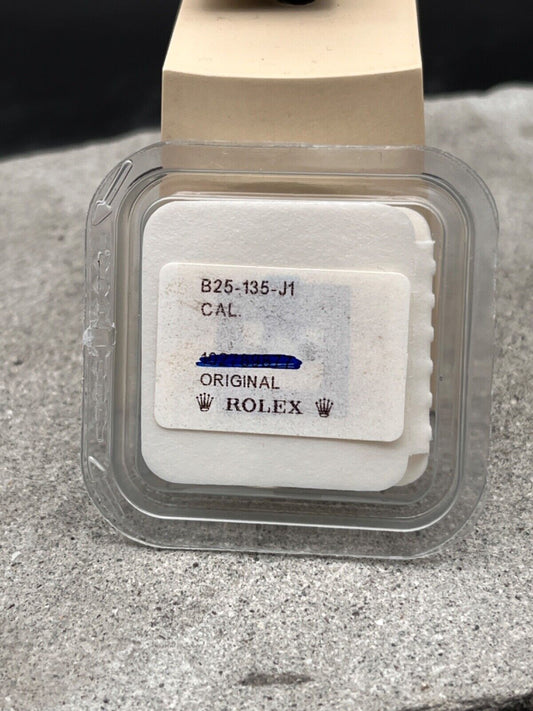 B25-135-J1
CAL.
ORIGINAL
ROLEX